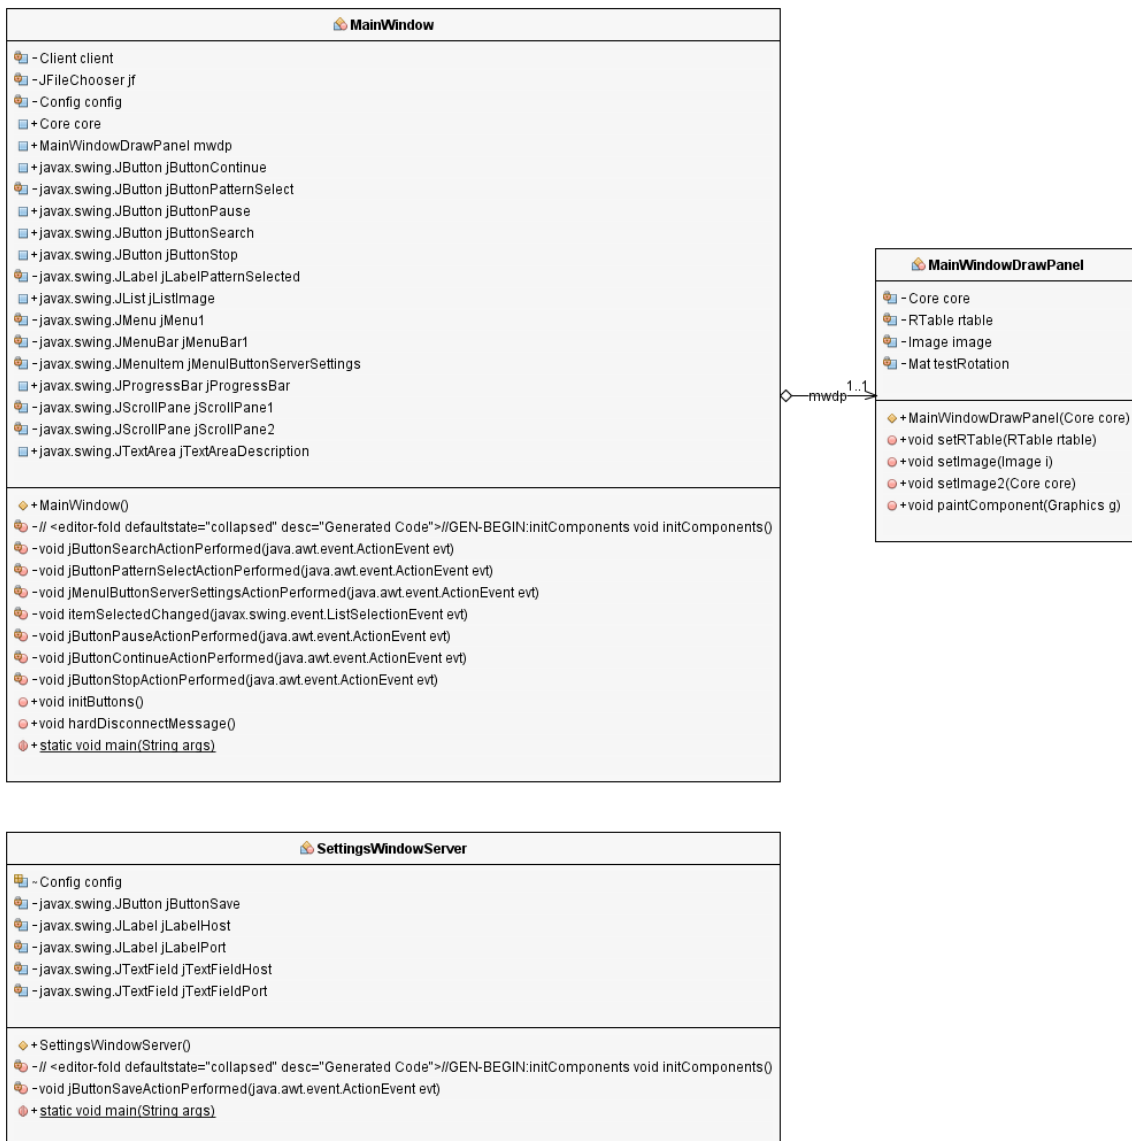 MainWindow
-Client client
-JFileChooser jf
-Config config
+Core core
+MainWindowDrawPanel mwdp
+javax.swing.JButton jButtonContinue
-javax.swing.JButton jButtonPatternSelect
+javax.swing.JButton jButtonPause
+javax.swing.JButton jButtonSearch
+javax.swing.JButton jButtonStop
-javax.swing.JLabel jLabelPatternSelected
+javax.swing.JList jListImage
-javax.swing.JMenu jMenu1
-javax.swing.JMenuBar jMenuBar1
-javax.swing.JMenuItem jMenuIButtonServerSettings
+javax.swing.JProgressBar jProgressBar
-javax.swing.JScrollPane jScrollPane1
-javax.swing.JScrollPane jScrollPane2
+javax.swing.JTextArea jTextAreaDescription
+MainWindow()
-// <editor-fold defaultstate="collapsed" desc="Generated Code">//GEN-BEGIN:initComponents void initComponents()
-void jButtonSearchActionPerformed(java.awt.event.ActionEvent evt)
-void jButtonPatternSelectActionPerformed(java.awt.event.ActionEvent evt)
-void jMenuIButtonServerSettingsActionPerformed(java.awt.event.ActionEvent evt)
-void itemSelectedChanged(javax.swing.event.ListSelectionEvent evt)
-void jButtonPauseActionPerformed(java.awt.event.ActionEvent evt)
-void jButtonContinueActionPerformed(java.awt.event.ActionEvent evt)
-void jButtonStopActionPerformed(java.awt.event.ActionEvent evt)
+void initButtons()
+void hardDisconnectMessage()
+static void main(String args)
mwdp
1..1
MainWindowDrawPanel
-Core core
-RTable rtable
-Image image
-Mat testRotation
+MainWindowDrawPanel(Core core)
+void setRTable(RTable rtable)
+void setImage(Image i)
+void setImage2(Core core)
+void paintComponent(Graphics g)
SettingsWindowServer
~Config config
-javax.swing.JButton jButtonSave
-javax.swing.JLabel jLabelHost
-javax.swing.JLabel jLabelPort
-javax.swing.JTextField jTextFieldHost
-javax.swing.JTextField jTextFieldPort
+SettingsWindowServer()
-// <editor-fold defaultstate="collapsed" desc="Generated Code">//GEN-BEGIN:initComponents void initComponents()
-void jButtonSaveActionPerformed(java.awt.event.ActionEvent evt)
+static void main(String args)